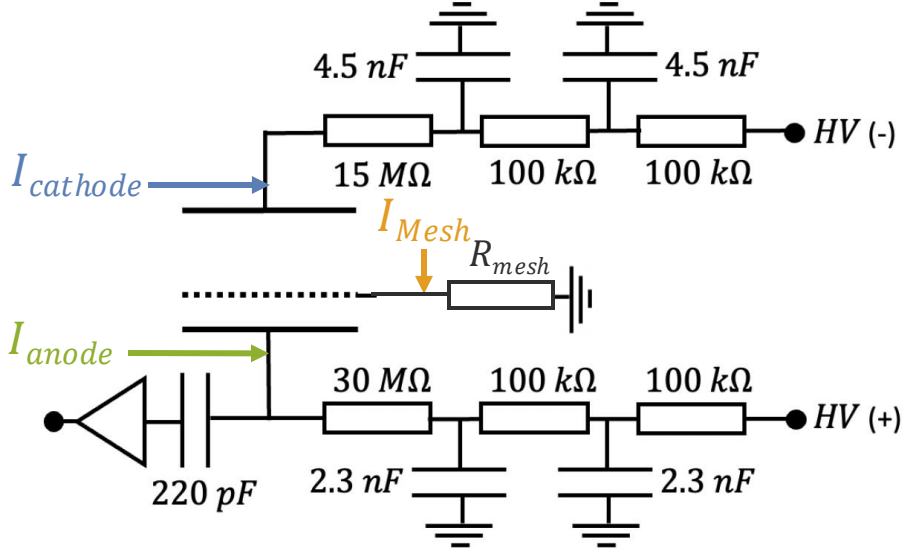 4.5 nF
4.5 nF
HV (-)
15 MΩ
100 kΩ
100 kΩ
I_cathode
I_Mesh
R_mesh
I_anode
30 MΩ
100 kΩ
100 kΩ
HV (+)
220 pF
2.3 nF
2.3 nF